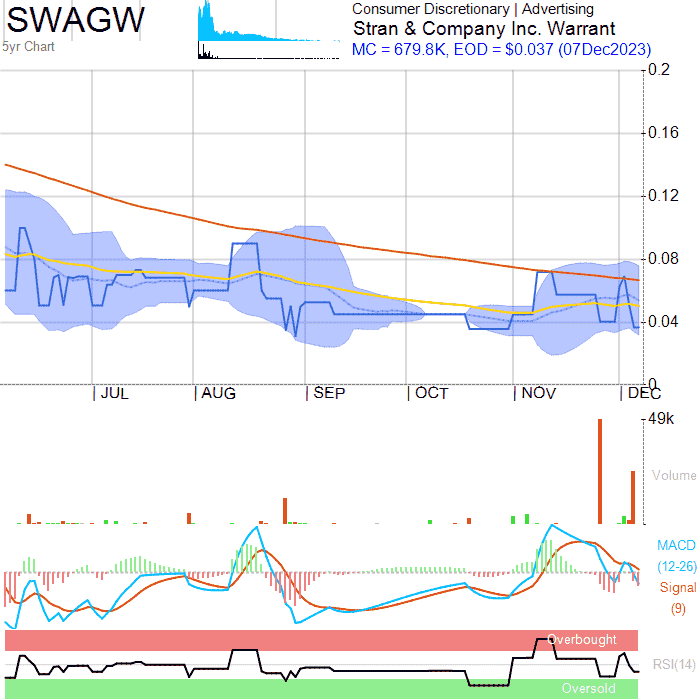 SWAGW
5yr Chart
Consumer Discretionary | Advertising
Stran & Company Inc. Warrant
MC = 679.8K, EOD = $0.037 (07Dec2023)
0.2
0.16
0.12
0.08
0.04
0
JUL AUG SEP OCT NOV DEC
49k
Volume
MACD
(12-26)
Signal
(9)
Overbought
RSI(14)
Oversold